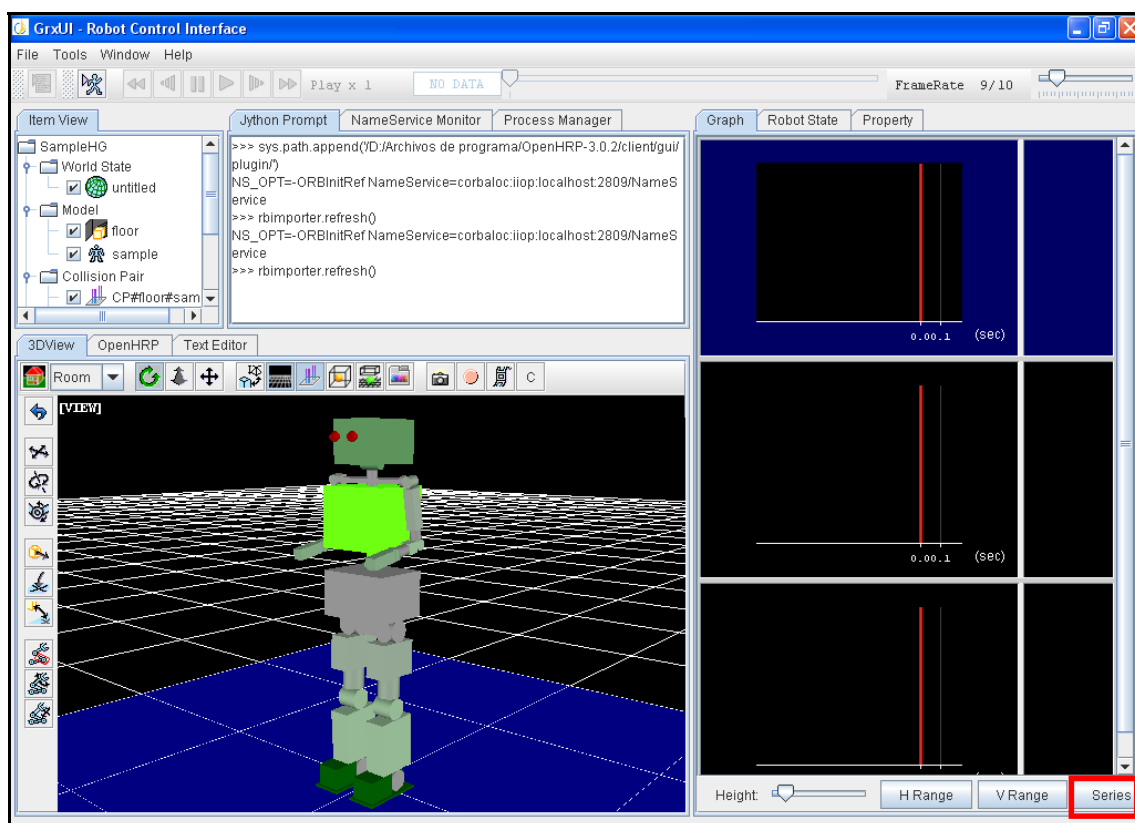 GrxUI - Robot Control Interface
File Tools Window Help
Play x 1
NO DATA
FrameRate 9/10
Item View
SampleHG
World State
untitled
Model
floor
sample
Collision Pair
CP#floor#sam
Jython Prompt NameService Monitor Process Manager
>>> sys.path.append('/D:/Archivos de programa/OpenHRP-3.0.2/client/gui/
plugin/')
NS_OPT=-ORBInitRef NameService=corbaloc:iiop:localhost:2809/NameS
ervice
>>> rbimporter.refresh()
NS_OPT=-ORBInitRef NameService=corbaloc:iiop:localhost:2809/NameS
ervice
>>> rbimporter.refresh()
3DView OpenHRP Text Editor
Room
C
[VIEW]
Graph Robot State Property
0.00.1 (sec)
0.00.1 (sec)
Height: H Range V Range Series